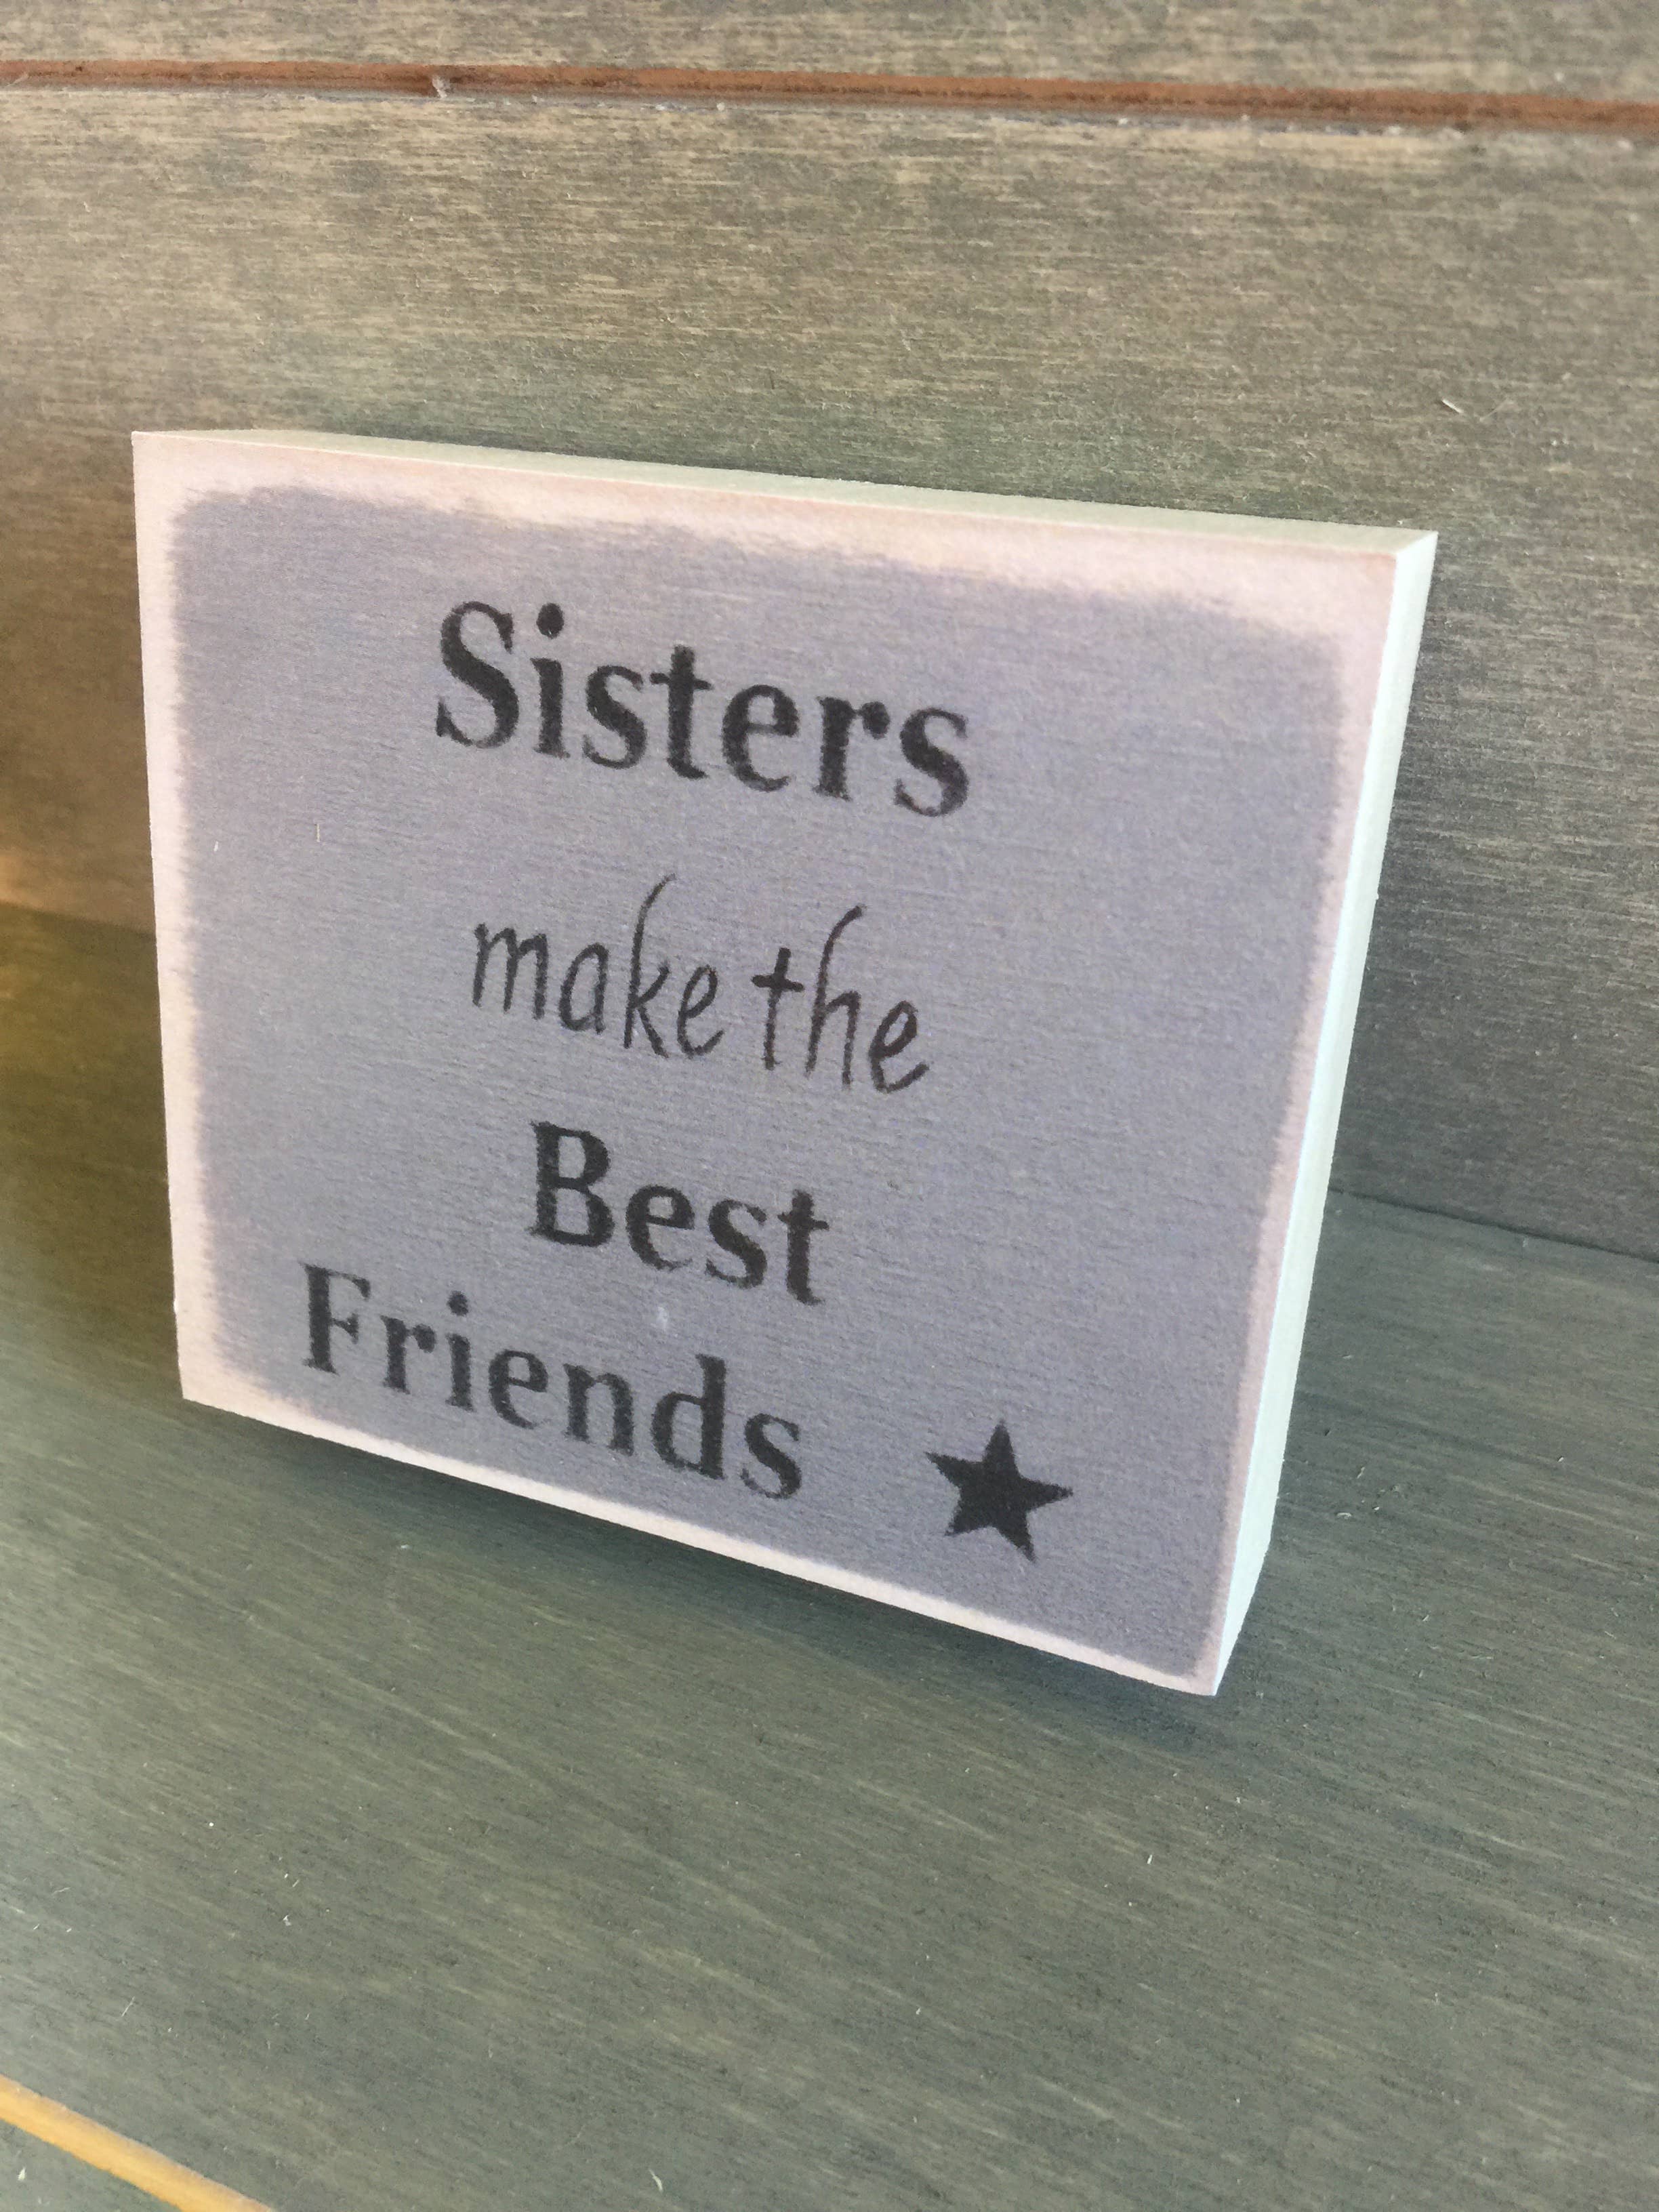 Sisters
make the
Best
Friends